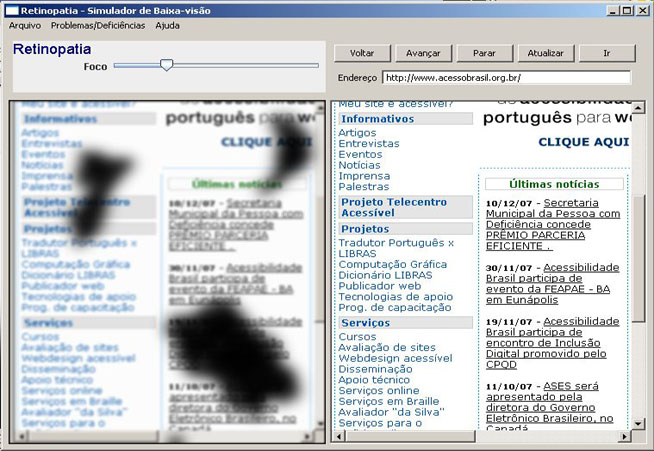 Retinopatia - Simulador de Baixa-visão
Arquivo Problemas/Deficiências Ajuda
Retinopatia
Foco
Voltar Avançar Parar Atualizar Ir
Endereço http://www.acessobrasil.org.br/
Meu site é acessível?
Informativos
Artigos
Entrevistas
Eventos
Notícias
Imprensa
Palestras
Projeto Telecentro
Acessível
Projetos
Tradutor Português x
LIBRAS
Computação Gráfica
Dicionário LIBRAS
Publicador web
Tecnologias de apoio
Prog. de capacitação
Serviços
Cursos
Avaliação de sites
Webdesign acessível
Disseminação
Apoio técnico
Serviços online
Serviços em Braille
Avaliador "da Silva"
Serviços para o
português para w
CLIQUE AQUI
Últimas notícias
10/12/07 - Secretaria
Municipal da Pessoa com
Deficiência concede
PRÊMIO PARCERIA
EFICIENTE .
30/11/07 - Acessibilidade
Brasil participa de
evento da FEAPAE - BA
em Eunápolis
19/11/07
apresentado pela
diretora do Governo
Eletrônico Brasileiro, no
Canadá
Meu site é acessível?
Informativos
Artigos
Entrevistas
Eventos
Notícias
Imprensa
Palestras
Projeto Telecentro
Acessível
Projetos
Tradutor Português x
LIBRAS
Computação Gráfica
Dicionário LIBRAS
Publicador web
Tecnologias de apoio
Prog. de capacitação
Serviços
Cursos
Avaliação de sites
Webdesign acessível
Disseminação
Apoio técnico
Serviços online
Serviços em Braille
Avaliador "da Silva"
Serviços para o
português para we
CLIQUE AQUI
Últimas notícias
10/12/07 - Secretaria
Municipal da Pessoa com
Deficiência concede
PRÊMIO PARCERIA
EFICIENTE .
30/11/07 - Acessibilidade
Brasil participa de
evento da FEAPAE - BA
em Eunápolis
19/11/07 - Acessibilidade
Brasil participa de
encontro de Inclusão
Digital promovido pelo
CPQD
11/10/07 - ASES será
apresentado pela
diretora do Governo
Eletrônico Brasileiro, no
Canadá